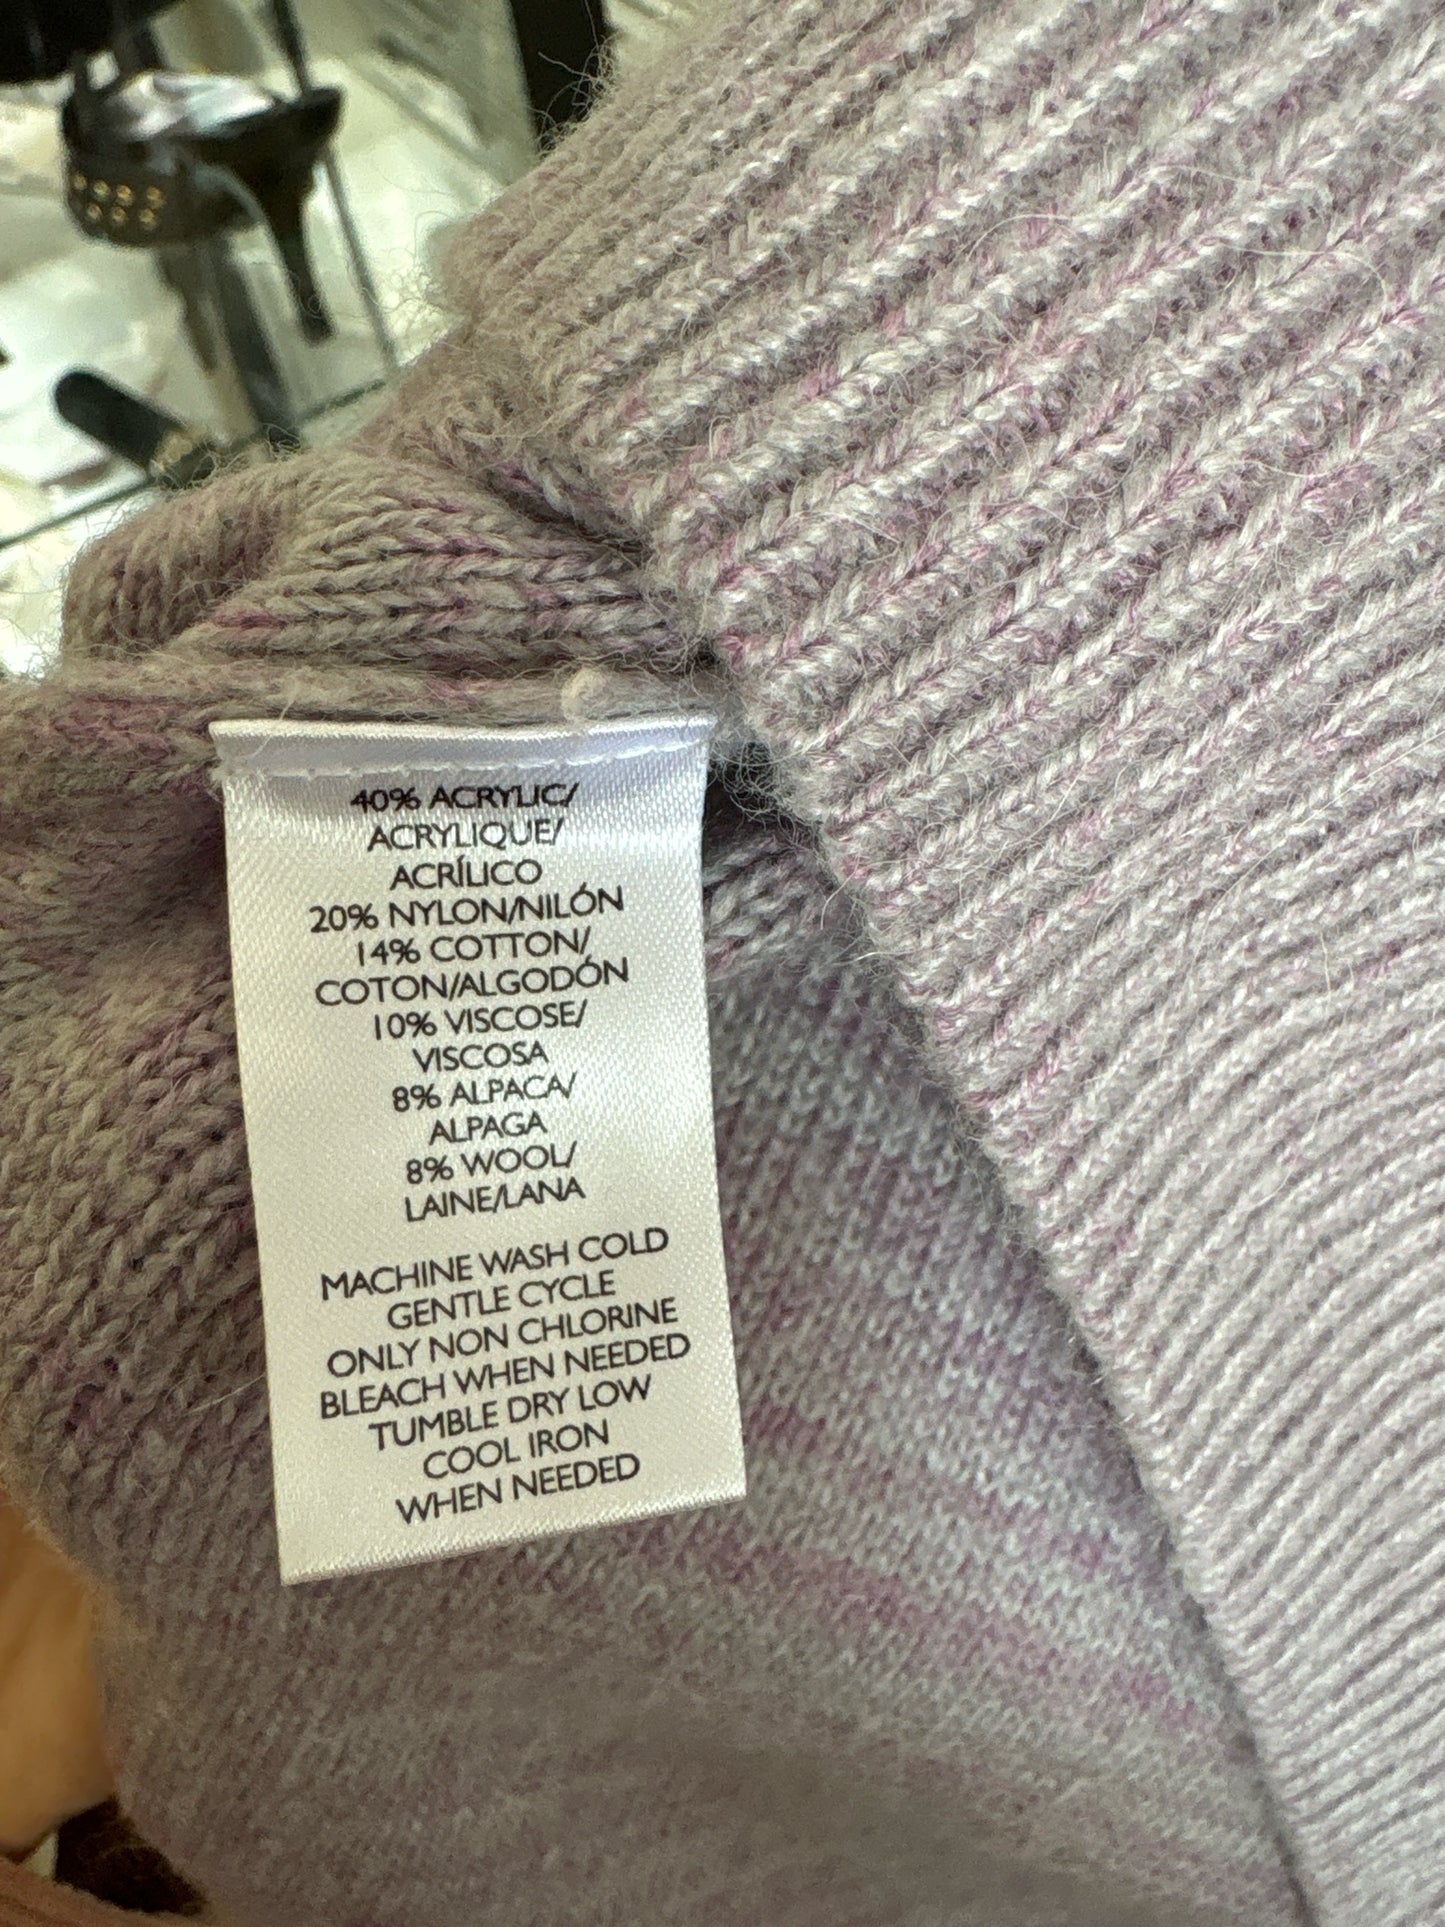 40% ACRYLIC/
ACRYLIQUE/
ACRÍLICO
20% NYLON/NILÓN
14% COTTON/
COTON/ALGODÓN
10% VISCOSE/
VISCOSA
8% ALPACA/
ALPAGA
8% WOOL/
LAINE/LANA
MACHINE WASH COLD
GENTLE CYCLE
ONLY NON CHLORINE
BLEACH WHEN NEEDED
TUMBLE DRY LOW
COOL IRON
WHEN NEEDED